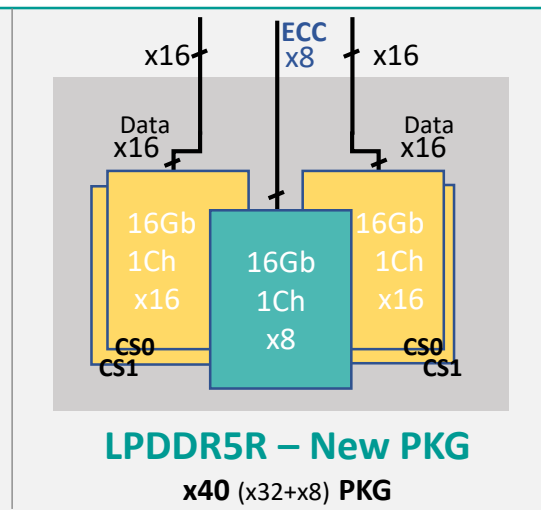 ECC
x16 x8 x16
Data Data
x16 x16
16Gb 16Gb
1Ch 16Gb 1Ch
x16 1Ch x16
x8
CS0 CS0
CS1 CS1
LPDDR5R – New PKG
x40 (x32+x8) PKG